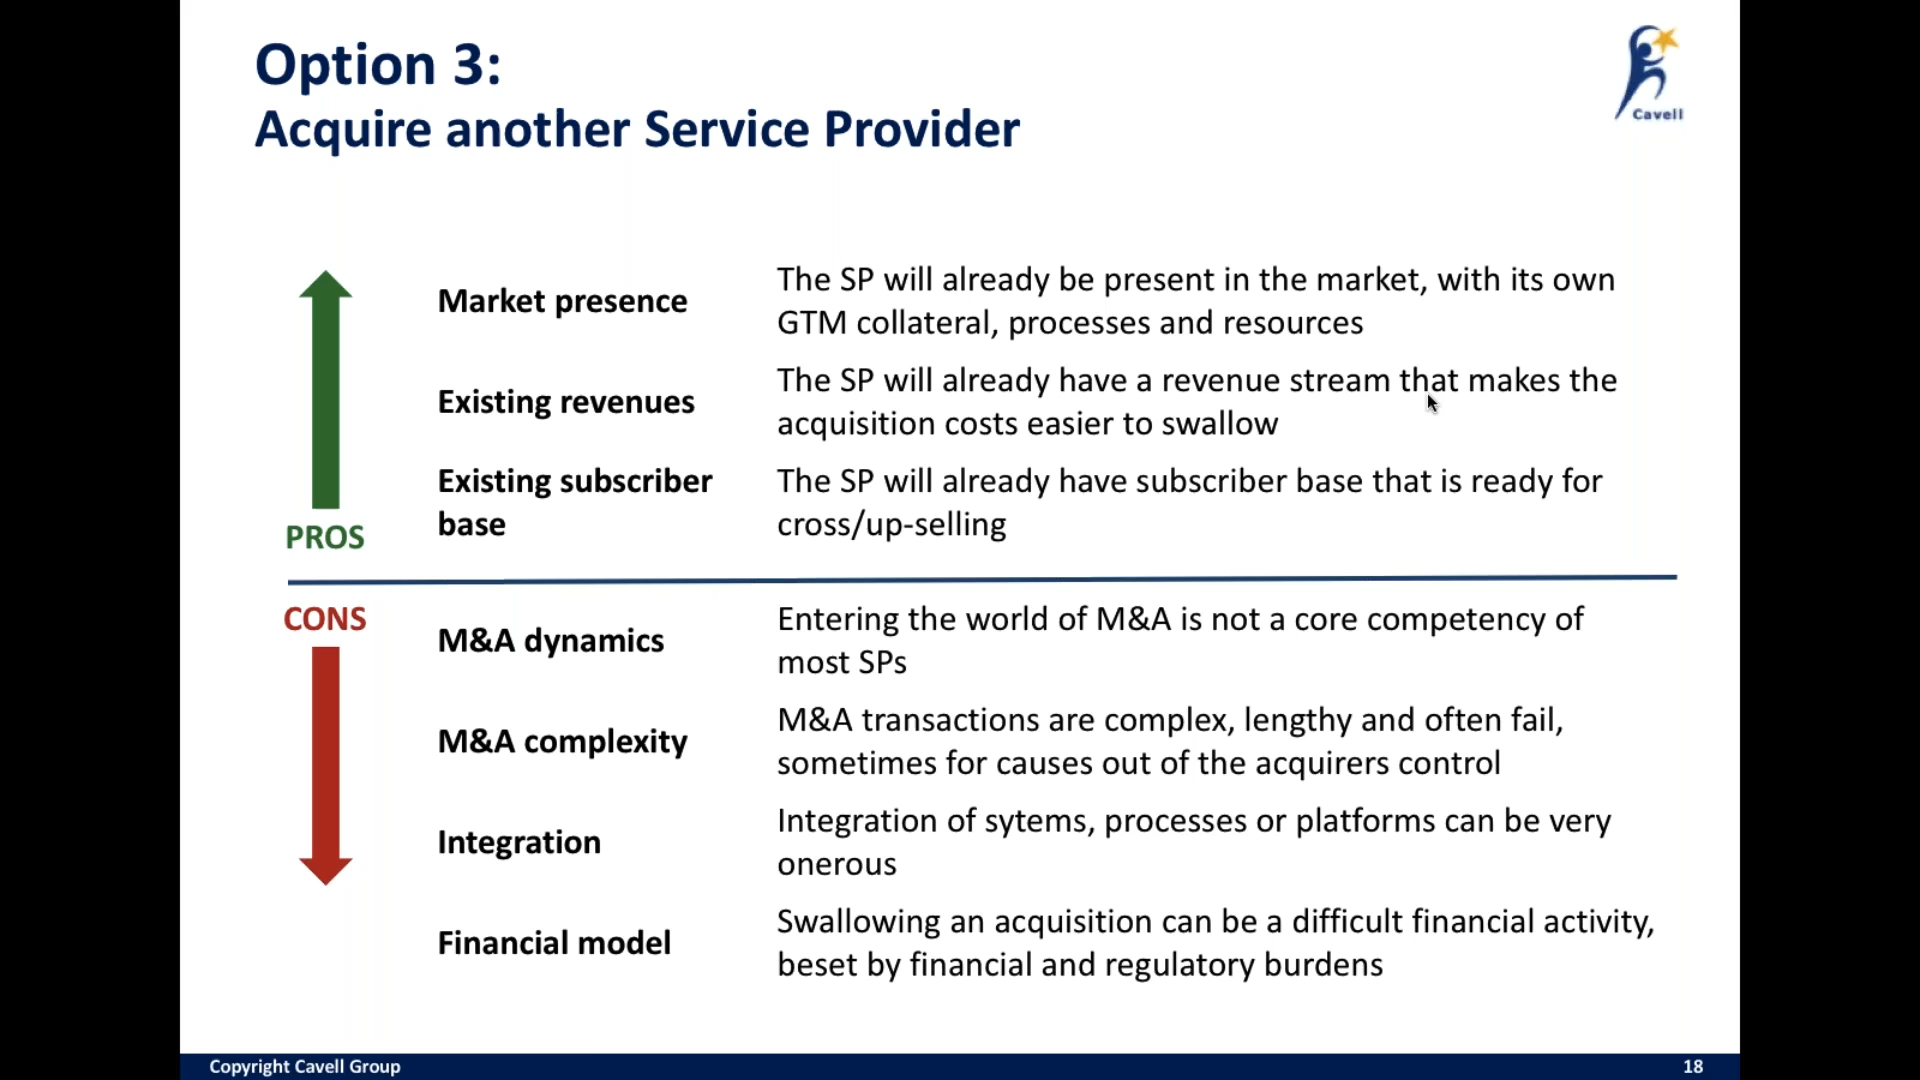 Option 3:
Acquire another Service Provider
Cavell
Market presence
The SP will already be present in the market, with its own
GTM collateral, processes and resources
Existing revenues
The SP will already have a revenue stream that makes the
acquisition costs easier to swallow
Existing subscriber
base
The SP will already have subscriber base that is ready for
cross/up-selling
PROS
CONS
M&A dynamics
Entering the world of M&A is not a core competency of
most SPs
M&A complexity
M&A transactions are complex, lengthy and often fail,
sometimes for causes out of the acquirers control
Integration
Integration of sytems, processes or platforms can be very
onerous
Financial model
Swallowing an acquisition can be a difficult financial activity,
beset by financial and regulatory burdens
Copyright Cavell Group
18